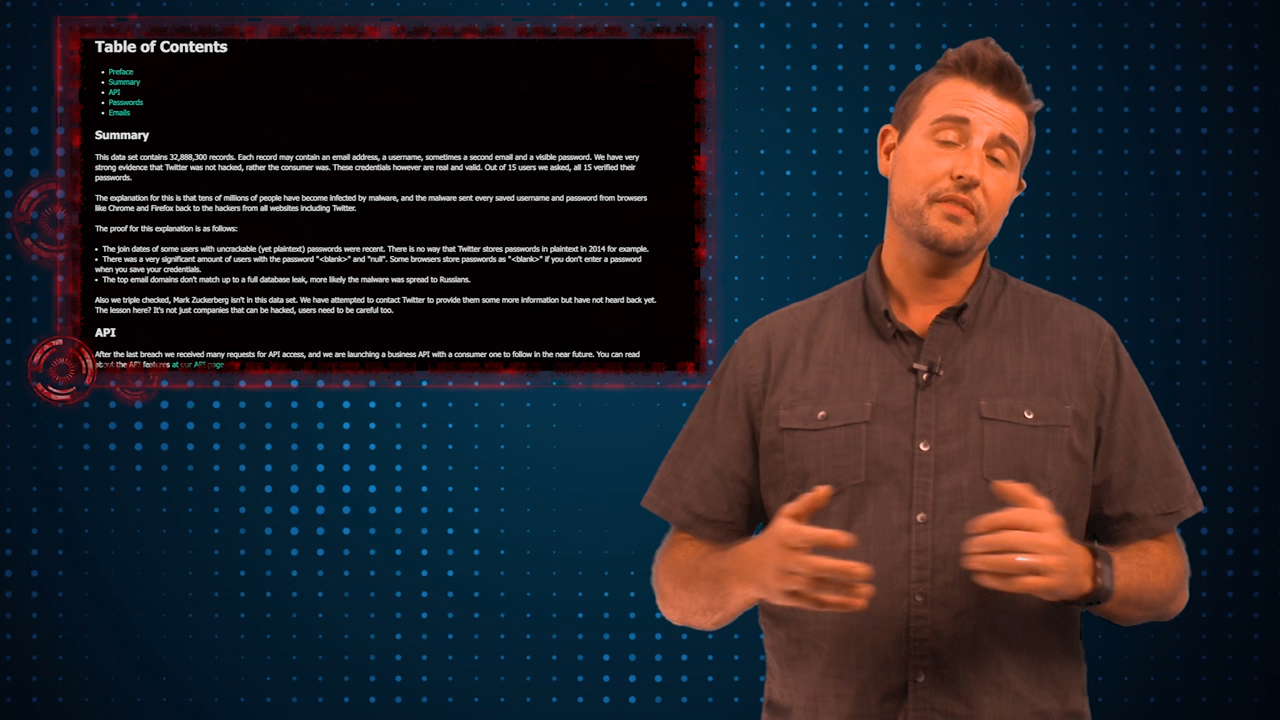 Table of Contents
Preface
Summary
API
Passwords
Emails
Summary
This data set contains 32,888,300 records. Each record may contain an email address, a username, sometimes a second email and a visible password. We have very
strong evidence that Twitter was not hacked, rather the consumer was. These credentials however are real and valid. Out of 15 users we asked, all 15 verified their
passwords.
The explanation for this is that tens of millions of people have become infected by malware, and the malware sent every saved username and password from browsers
like Chrome and Firefox back to the hackers from all websites including Twitter.
The proof for this explanation is as follows:
• The join dates of some users with uncrackable (yet plaintext) passwords were recent. There is no way that Twitter stores passwords in plaintext in 2014 for example.
• There was a very significant amount of users with the password "<blank>" and "null". Some browsers store passwords as "<blank>" if you don't enter a password
when you save your credentials.
• The top email domains don't match up to a full database leak, more likely the malware was spread to Russians.
Also we triple checked, Mark Zuckerberg isn't in this data set. We have attempted to contact Twitter to provide them some more information but have not heard back yet.
The lesson here? It's not just companies that can be hacked, users need to be careful too.
API
After the last breach we received many requests for API access, and we are launching a business API with a consumer one to follow in the near future. You can read
about the API features at our API page